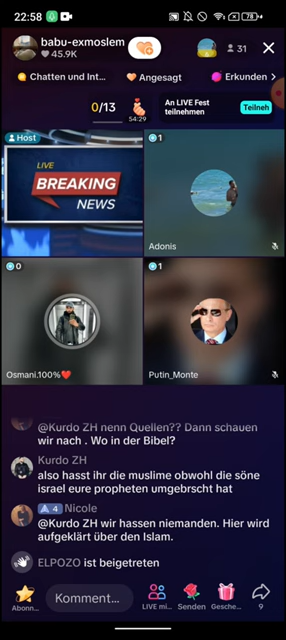 22:58
78
babu-exmoslem
45.9K
31
Chatten und Int...
Angesagt
Erkunden
0/13
54:29
An LIVE Fest
teilnehmen
Teilneh
Host
LIVE
BREAKING
NEWS
1
Adonis
0
Osmani.100%❤️
1
Putin_Monte
@Kurdo ZH nenn Quellen?? Dann schauen
wir nach . Wo in der Bibel?
Kurdo ZH
also hasst ihr die muslime obwohl die söne
israel eure propheten umgebrscht hat
4 Nicole
@Kurdo ZH wir hassen niemanden. Hier wird
aufgeklärt über den Islam.
ELPOZO ist beigetreten
Komment...
Abonn...
LIVE mi...
Senden
Gesche...
9